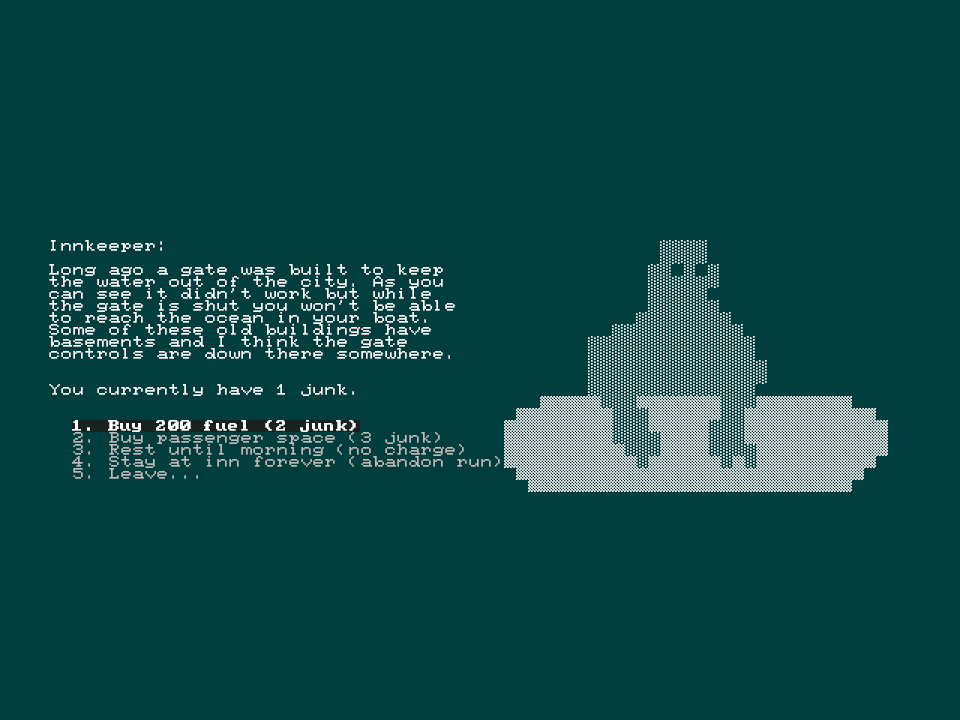 Innkeeper:
Long ago a gate was built to keep
the water out of the city. As you
can see it didn't work but while
the gate is shut you won't be able
to reach the ocean in your boat.
Some of these old buildings have
basements and I think the gate
controls are down there somewhere.
You currently have 1 junk.
1. Buy 200 fuel (2 junk)
2. Buy passenger space (3 junk)
3. Rest until morning (no charge)
4. Stay at inn forever (abandon run)
5. Leave...